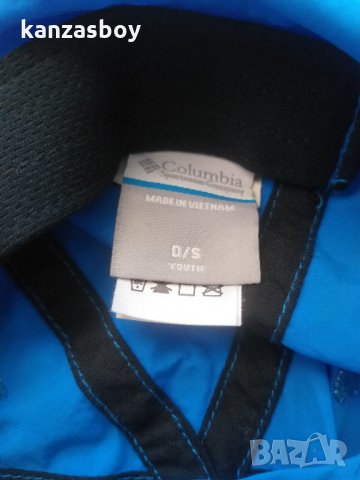 kanzasboy
Columbia
Sportswear Company
MADE IN VIETNAM
O/S
YOUTH
BAZAR